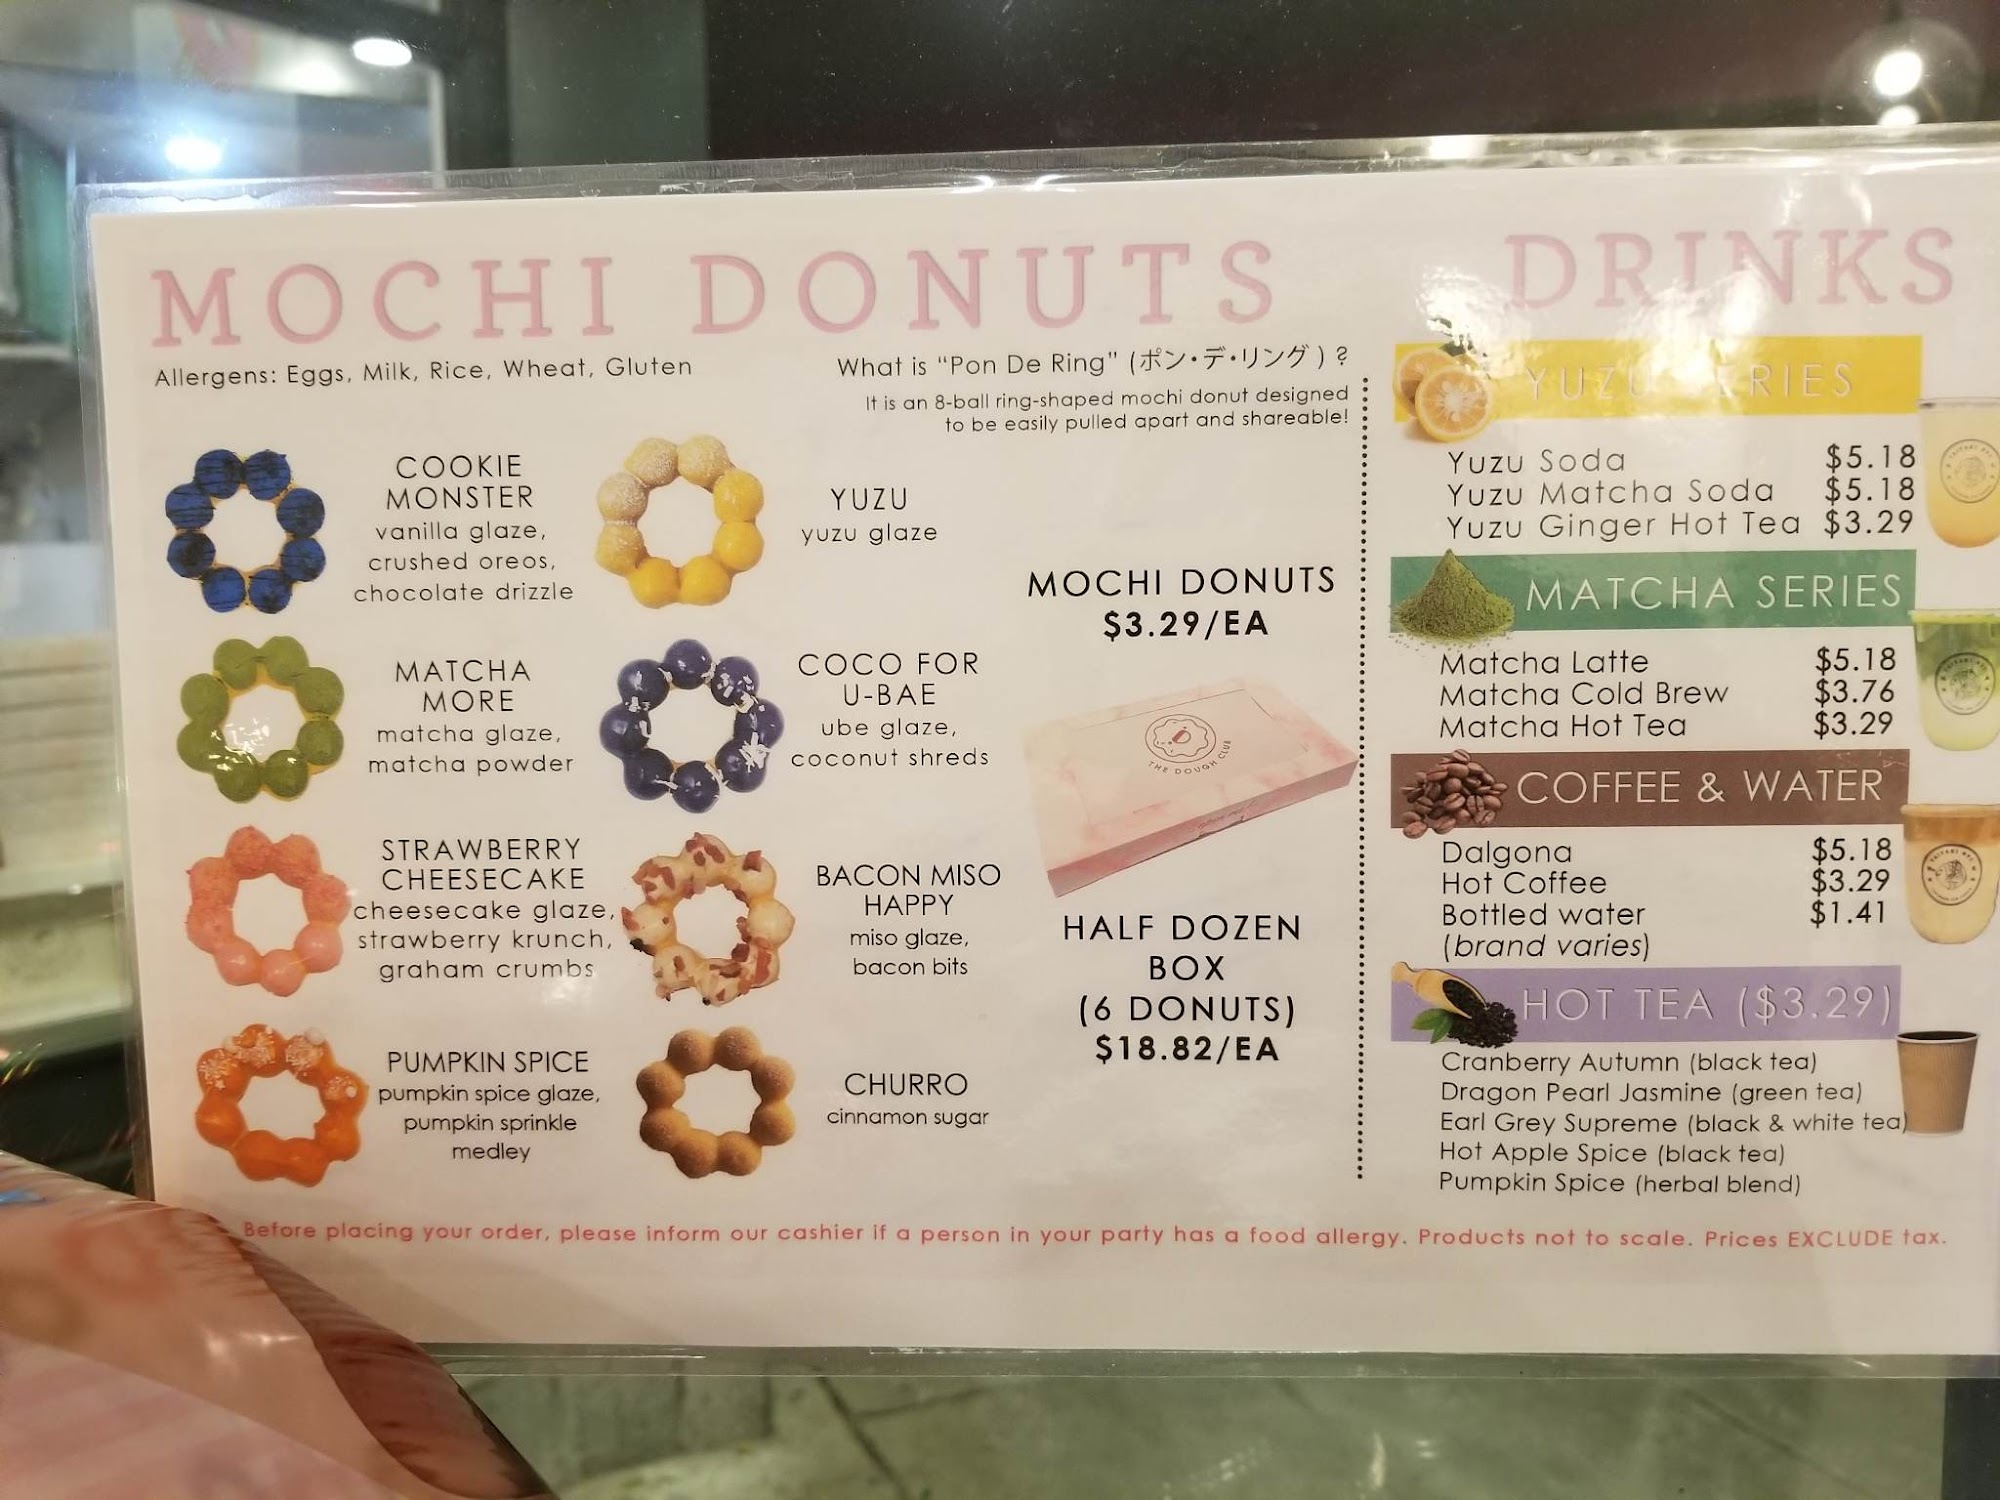 MOCHI DONUTS
Allergens: Eggs, Milk, Rice, Wheat, Gluten
What is “Pon De Ring” (ポン・デ・リング) ?
It is an 8-ball ring-shaped mochi donut designed
to be easily pulled apart and shareable!
COOKIE
MONSTER
vanilla glaze,
crushed oreos,
chocolate drizzle
YUZU
yuzu glaze
MATCHA
MORE
matcha glaze,
matcha powder
COCO FOR
U-BAE
ube glaze,
coconut shreds
STRAWBERRY
CHEESECAKE
cheesecake glaze,
strawberry krunch,
graham crumbs
BACON MISO
HAPPY
miso glaze,
bacon bits
PUMPKIN SPICE
pumpkin spice glaze,
pumpkin sprinkle
medley
CHURRO
cinnamon sugar
MOCHI DONUTS
$3.29/EA
THE DOUGH CLUB
HALF DOZEN
BOX
(6 DONUTS)
$18.82/EA
DRINKS
YUZU SERIES
Yuzu Soda $5.18
Yuzu Matcha Soda $5.18
Yuzu Ginger Hot Tea $3.29
MATCHA SERIES
Matcha Latte $5.18
Matcha Cold Brew $3.76
Matcha Hot Tea $3.29
COFFEE & WATER
Dalgona $5.18
Hot Coffee $3.29
Bottled water $1.41
(brand varies)
HOT TEA ($3.29)
Cranberry Autumn (black tea)
Dragon Pearl Jasmine (green tea)
Earl Grey Supreme (black & white tea)
Hot Apple Spice (black tea)
Pumpkin Spice (herbal blend)
Before placing your order, please inform our cashier if a person in your party has a food allergy. Products not to scale. Prices EXCLUDE tax.